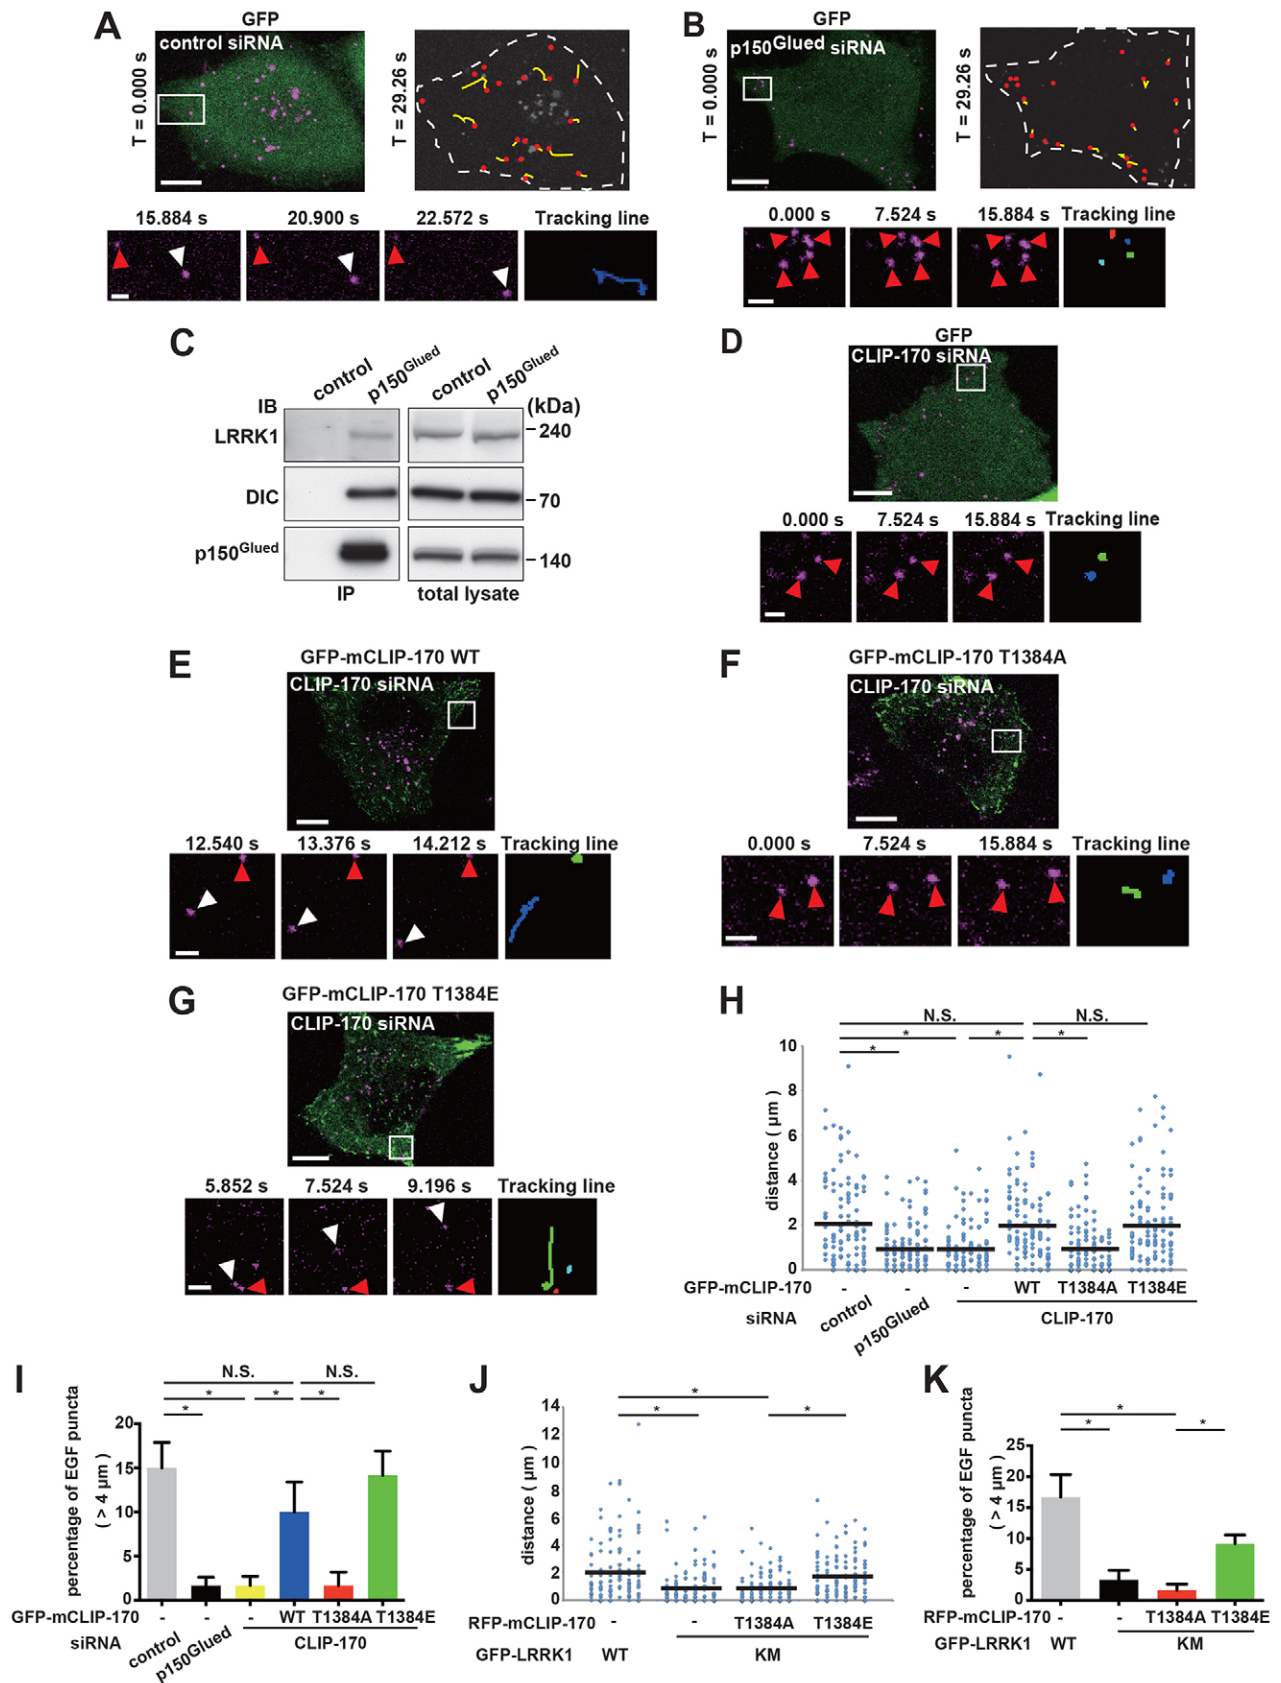 A
GFP
control siRNA
T = 0.000 s
T = 29.26 s
15.884 s
20.900 s
22.572 s
Tracking line
B
GFP
p150Glued siRNA
T = 0.000 s
T = 29.26 s
0.000 s
7.524 s
15.884 s
Tracking line
C
control
p150Glued
control
p150Glued
IB
(kDa)
LRRK1
240
DIC
70
p150Glued
140
IP
total lysate
D
GFP
CLIP-170 siRNA
0.000 s
7.524 s
15.884 s
Tracking line
E
GFP-mCLIP-170 WT
CLIP-170 siRNA
12.540 s
13.376 s
14.212 s
Tracking line
F
GFP-mCLIP-170 T1384A
CLIP-170 siRNA
0.000 s
7.524 s
15.884 s
Tracking line
G
GFP-mCLIP-170 T1384E
CLIP-170 siRNA
5.852 s
7.524 s
9.196 s
Tracking line
H
N.S.
N.S.
*
*
*
*
distance ( µm )
10
8
6
4
2
0
GFP-mCLIP-170
- - - WT T1384A T1384E
siRNA
control
p150Glued
CLIP-170
I
N.S.
N.S.
*
*
*
*
percentage of EGF puncta
( > 4 µm )
20
15
10
5
0
GFP-mCLIP-170
- - - WT T1384A T1384E
siRNA
control
p150Glued
CLIP-170
J
*
*
*
distance ( µm )
14
12
10
8
6
4
2
0
RFP-mCLIP-170
- - T1384A T1384E
GFP-LRRK1
WT
KM
K
*
*
*
percentage of EGF puncta
( > 4 µm )
25
20
15
10
5
0
RFP-mCLIP-170
- - T1384A T1384E
GFP-LRRK1
WT
KM